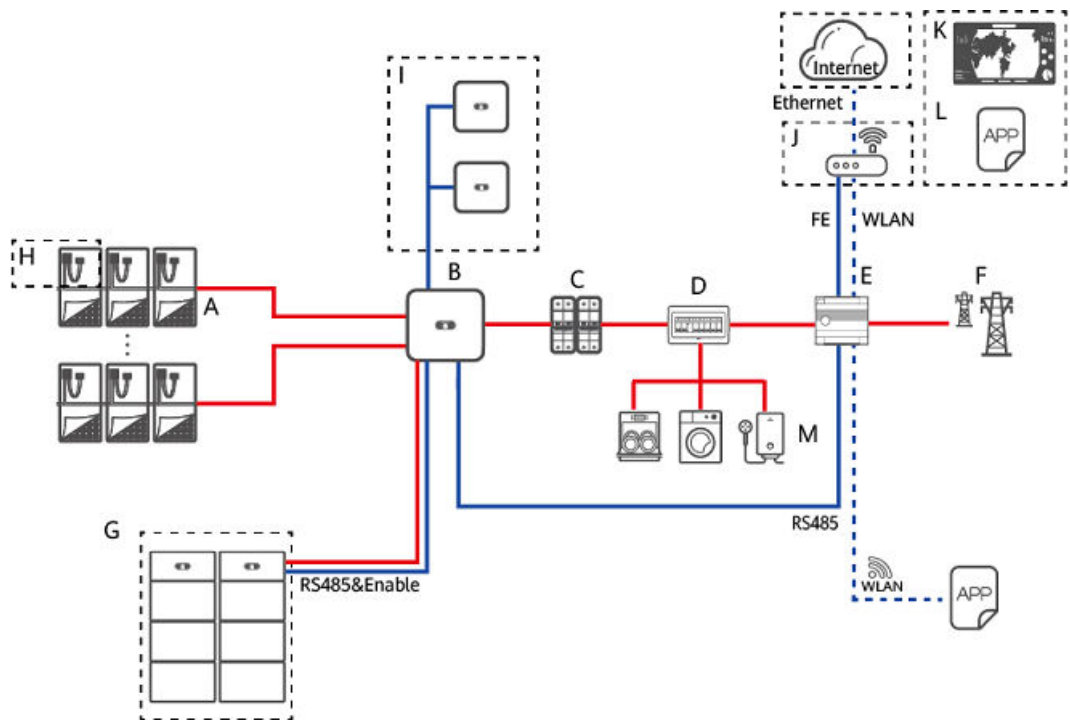 K
I
Internet
Ethernet
L
APP
J
FE
WLAN
H
B
C
D
E
F
A
M
G
RS485
RS485&Enable
WLAN
APP